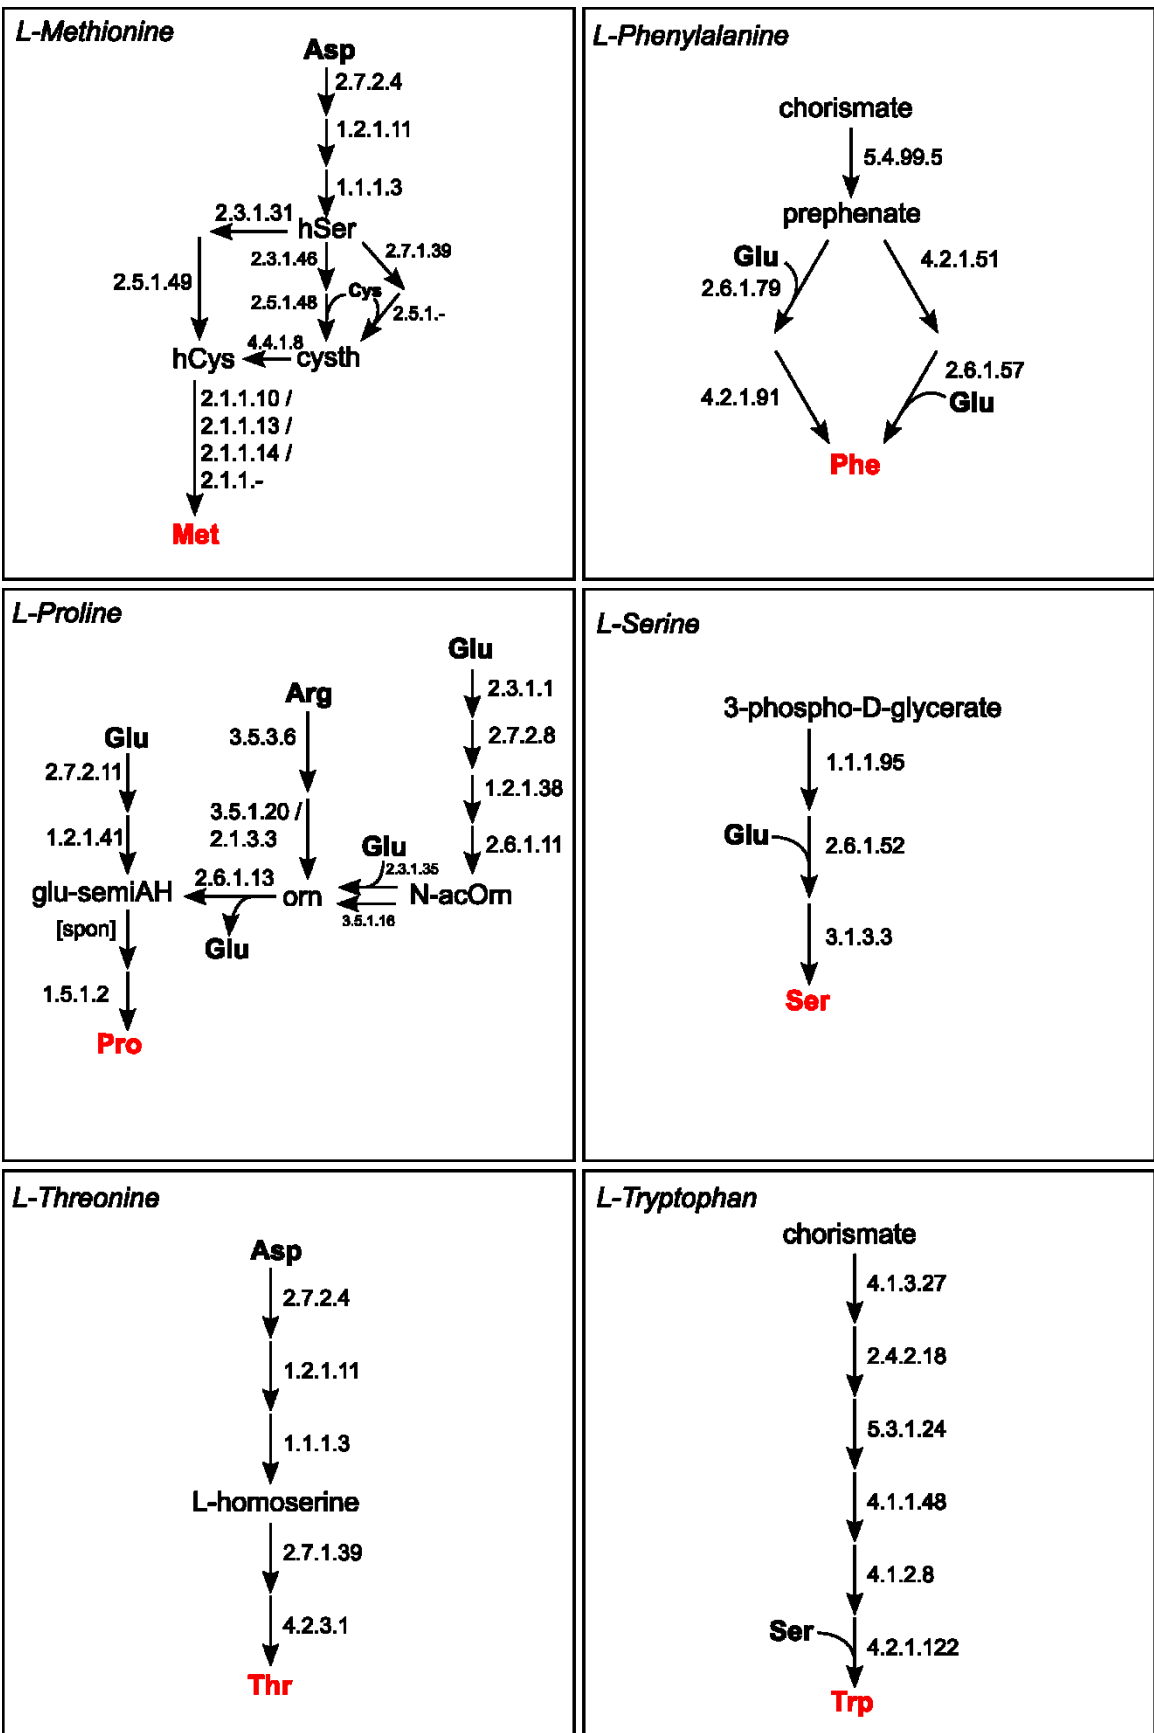 L-Methionine
Asp
2.7.2.4
1.2.1.11
1.1.1.3
2.3.1.31
hSer
2.3.1.46
2.7.1.39
2.5.1.49
2.5.1.48
Cys
2.5.1.-
4.4.1.8
hCys
cysth
2.1.1.10 /
2.1.1.13 /
2.1.1.14 /
2.1.1.-
Met
L-Phenylalanine
chorismate
5.4.99.5
prephenate
Glu
4.2.1.51
2.6.1.79
4.2.1.91
2.6.1.57
Glu
Phe
L-Proline
Glu
2.3.1.1
Arg
2.7.2.8
3.5.3.6
Glu
2.7.2.11
1.2.1.38
3.5.1.20 /
2.1.3.3
1.2.1.41
2.6.1.11
Glu
2.3.1.35
2.6.1.13
glu-semiAH
orn
N-acOrn
3.5.1.16
[spon]
Glu
1.5.1.2
Pro
L-Serine
3-phospho-D-glycerate
1.1.1.95
Glu
2.6.1.52
3.1.3.3
Ser
L-Threonine
Asp
2.7.2.4
1.2.1.11
1.1.1.3
L-homoserine
2.7.1.39
4.2.3.1
Thr
L-Tryptophan
chorismate
4.1.3.27
2.4.2.18
5.3.1.24
4.1.1.48
4.1.2.8
Ser
4.2.1.122
Trp